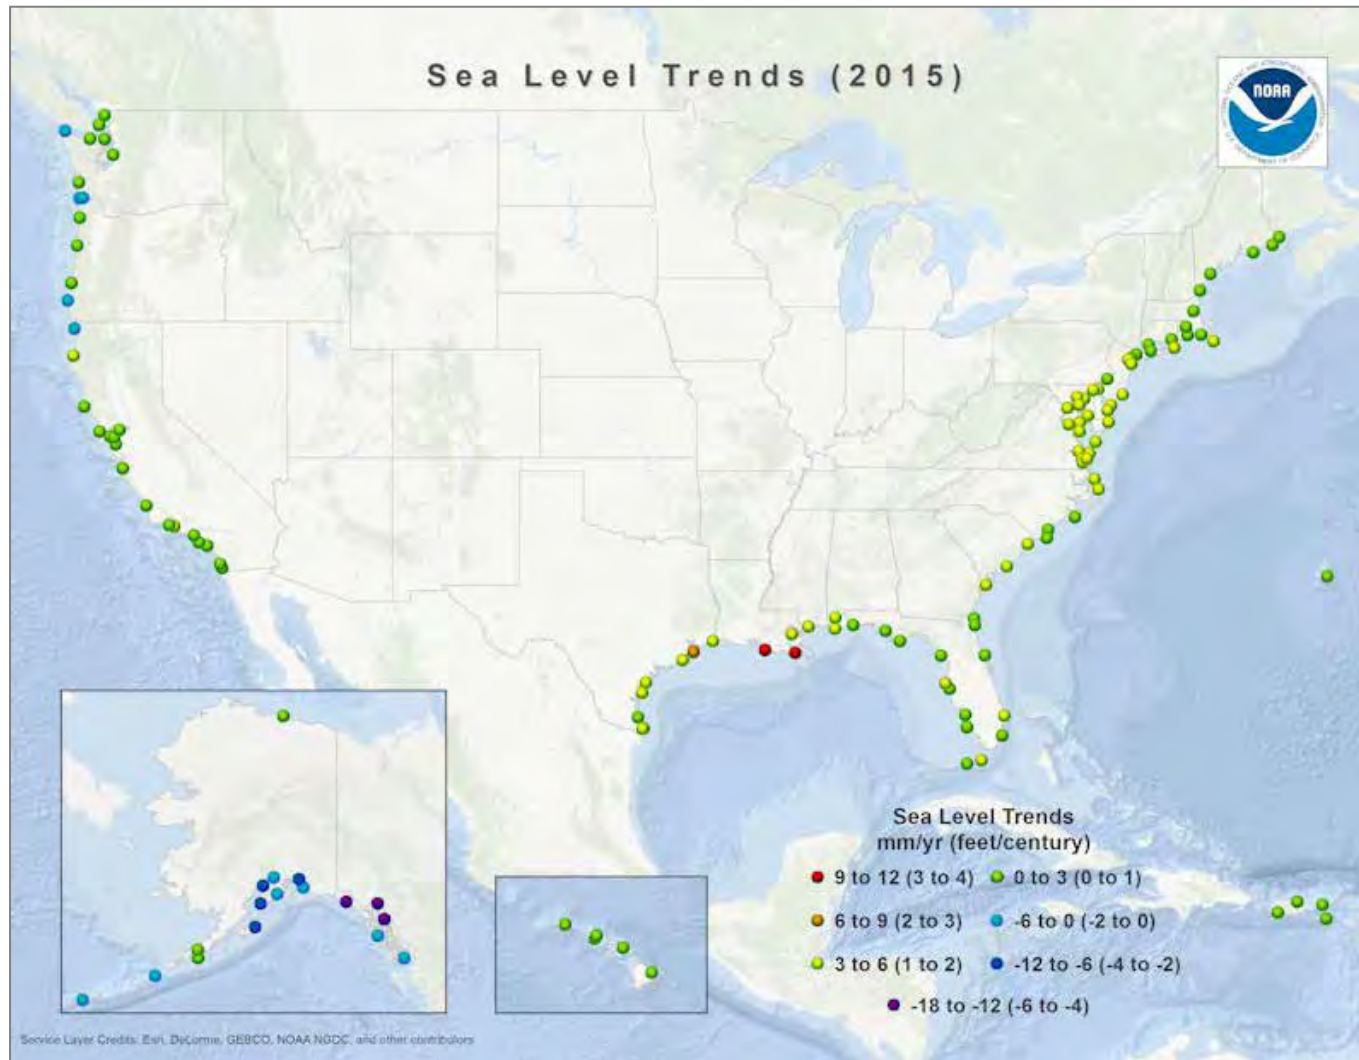 Sea Level Trends (2015)
NOAA
Sea Level Trends
mm/yr (feet/century)
9 to 12 (3 to 4)
0 to 3 (0 to 1)
6 to 9 (2 to 3)
-6 to 0 (-2 to 0)
3 to 6 (1 to 2)
-12 to -6 (-4 to -2)
-18 to -12 (-6 to -4)
Service Layer Credits: Esri, DeLorme, GEBCO, NOAA NGDC, and other contributors